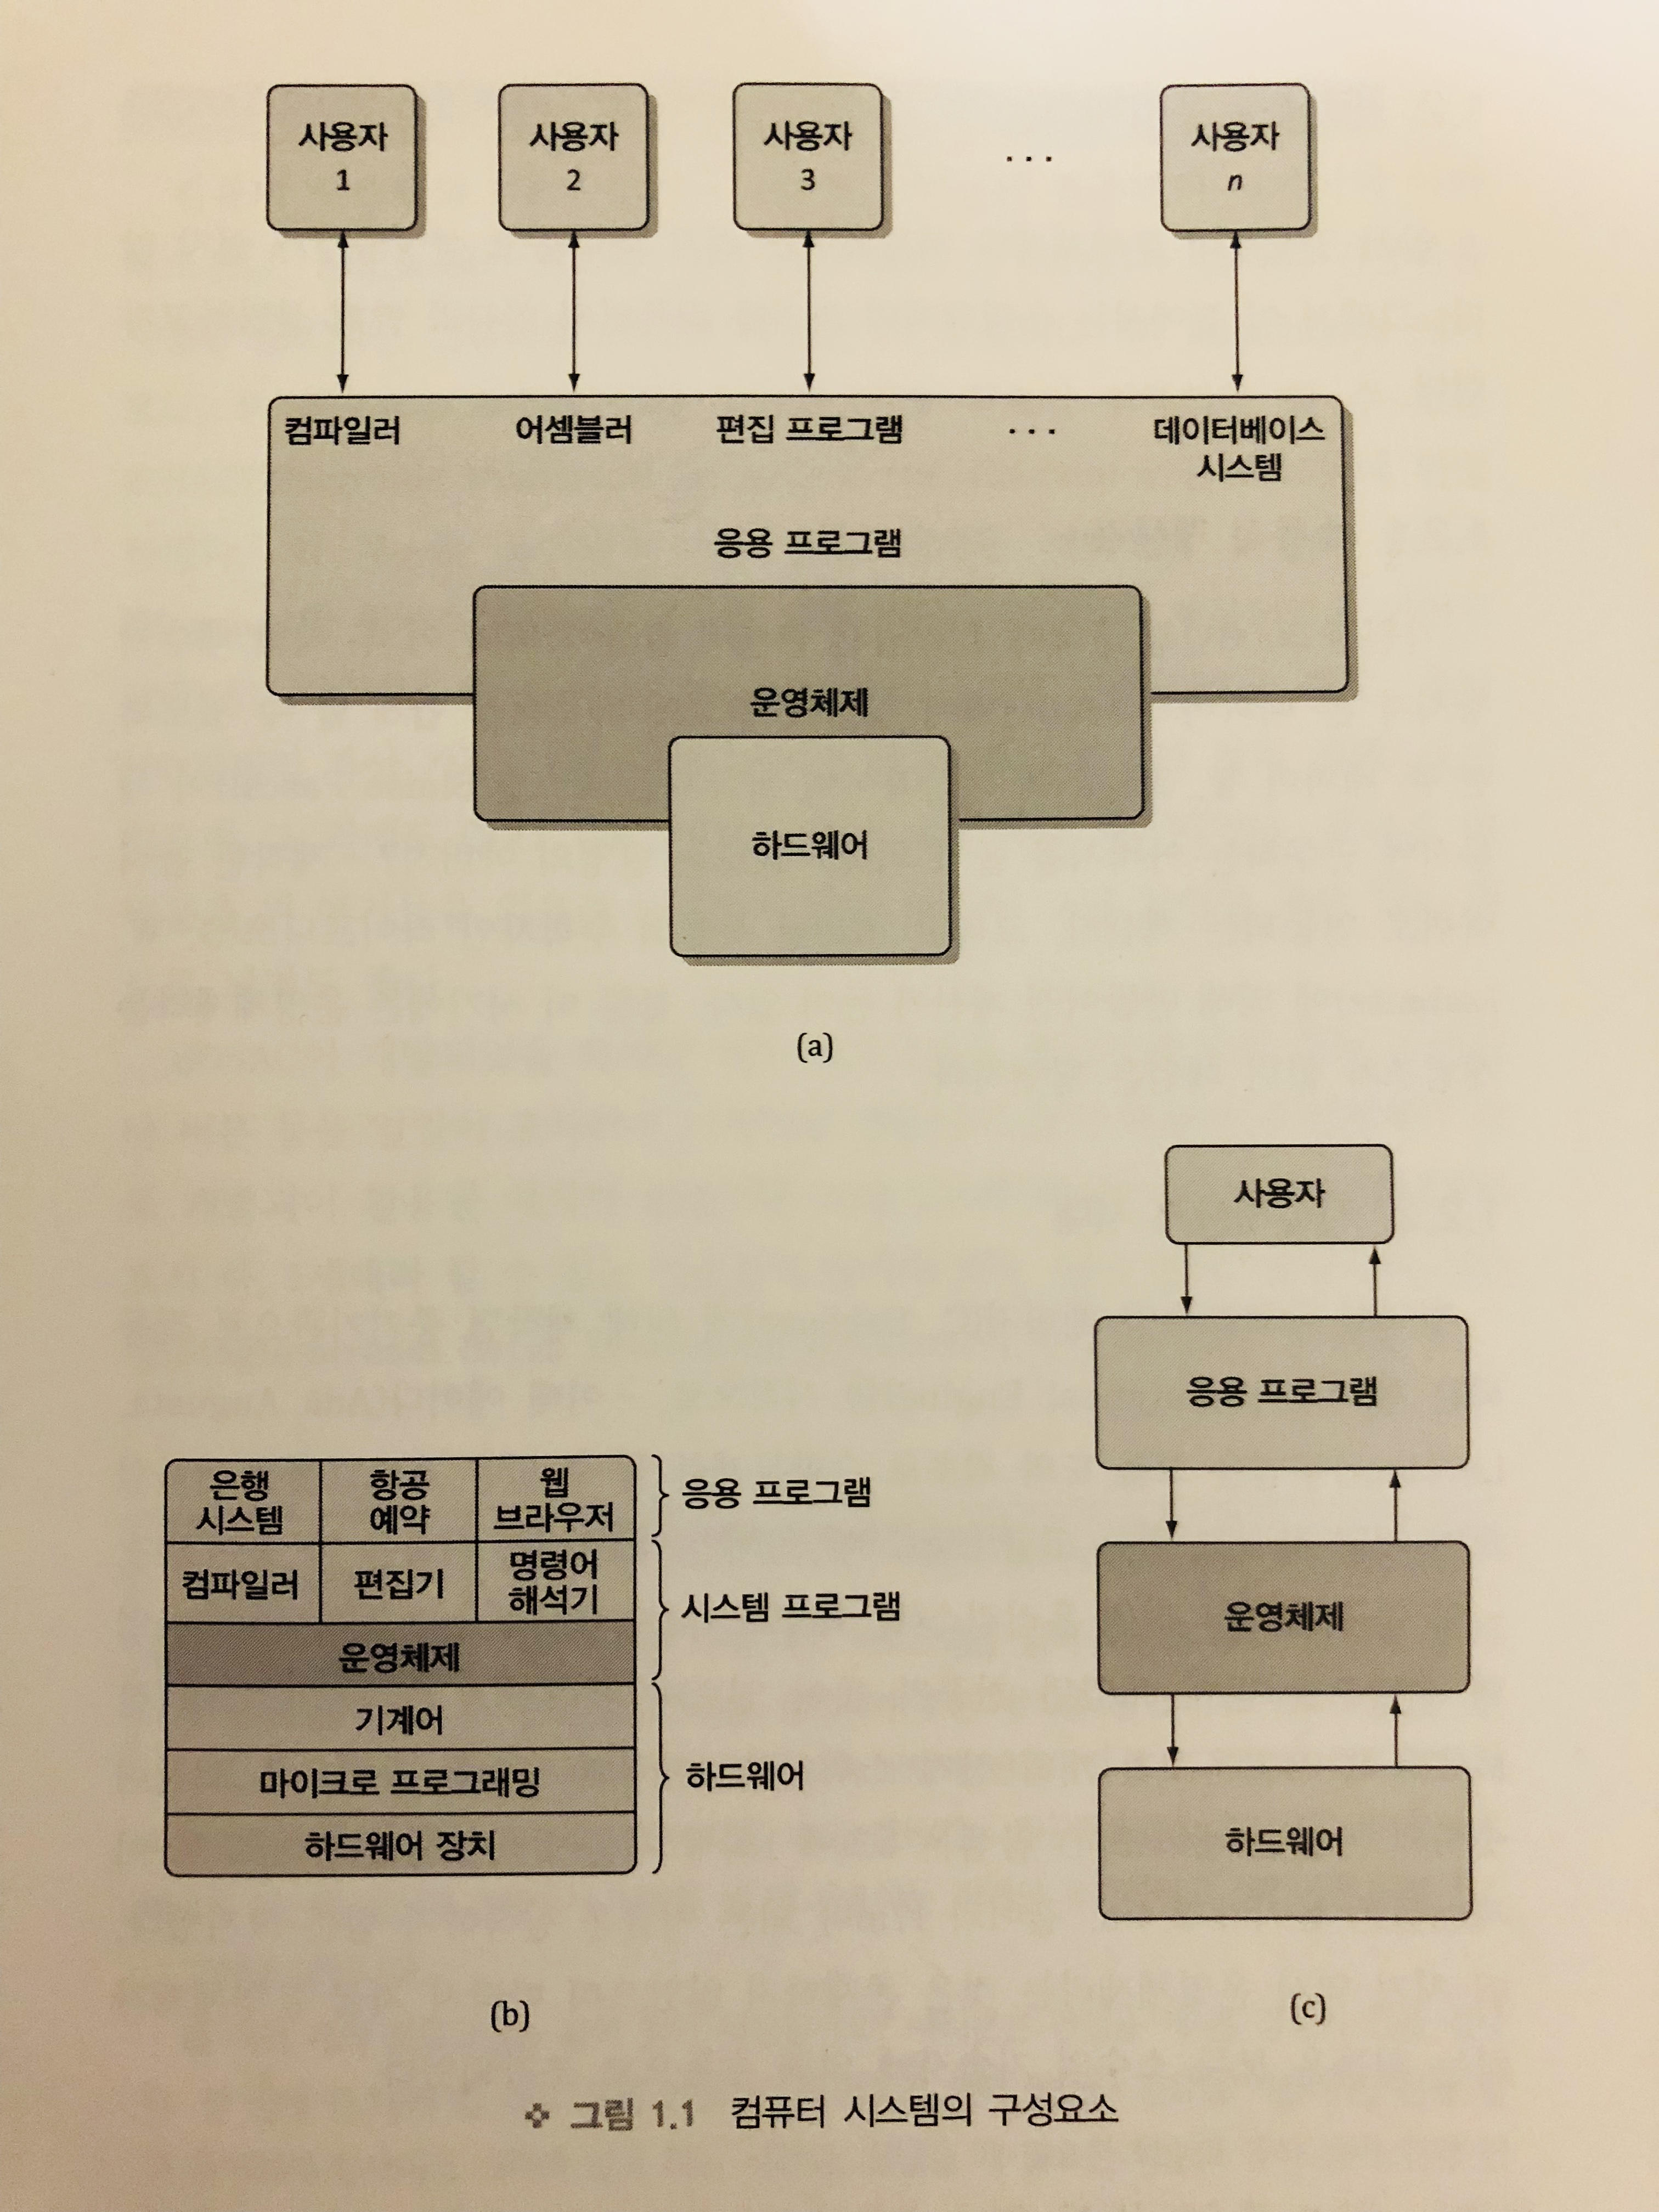 사용자
1
사용자
2
사용자
3
...
사용자
n
컴파일러
어셈블러
편집 프로그램
...
데이터베이스
시스템
응용 프로그램
운영체제
하드웨어
(a)
은행
시스템
항공
예약
웹
브라우저
응용 프로그램
컴파일러
편집기
명령어
해석기
시스템 프로그램
운영체제
기계어
마이크로 프로그래밍
하드웨어 장치
하드웨어
(b)
사용자
응용 프로그램
운영체제
하드웨어
(c)
그림 1.1 컴퓨터 시스템의 구성요소